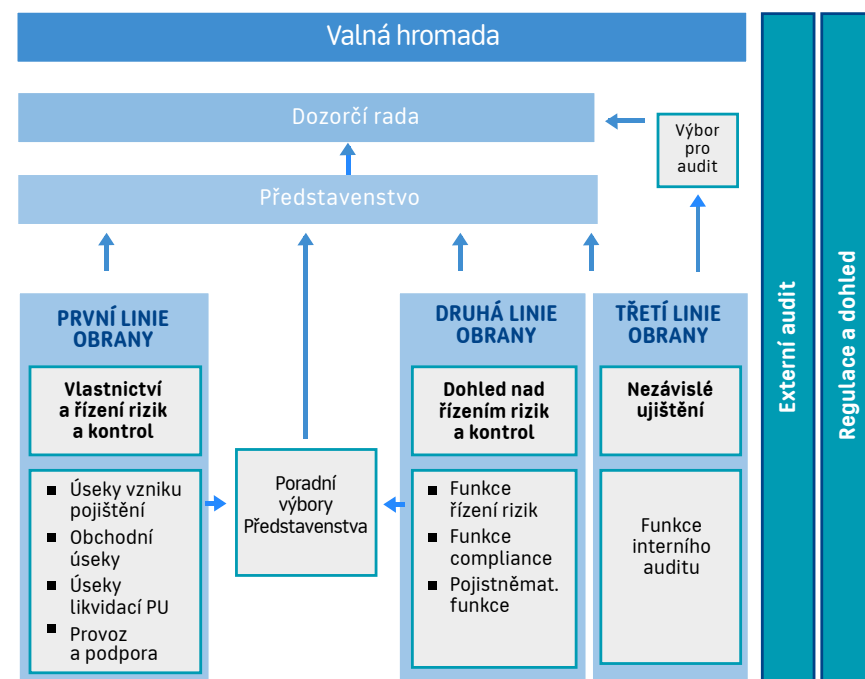 Valná hromada
Dozorčí rada
Výbor
pro
audit
Představenstvo
PRVNÍ LINIE
OBRANY
Vlastnictví
a řízení rizik
a kontrol
Úseky vzniku
pojištění
Obchodní
úseky
Úseky
likvidací PU
Provoz
a podpora
Poradní
výbory
Představenstva
DRUHÁ LINIE
OBRANY
Dohled nad
řízením rizik
a kontrol
Funkce
řízení rizik
Funkce
compliance
Pojistněmat.
funkce
TŘETÍ LINIE
OBRANY
Nezávislé
ujištění
Funkce
interního
auditu
Externí audit
Regulace a dohled